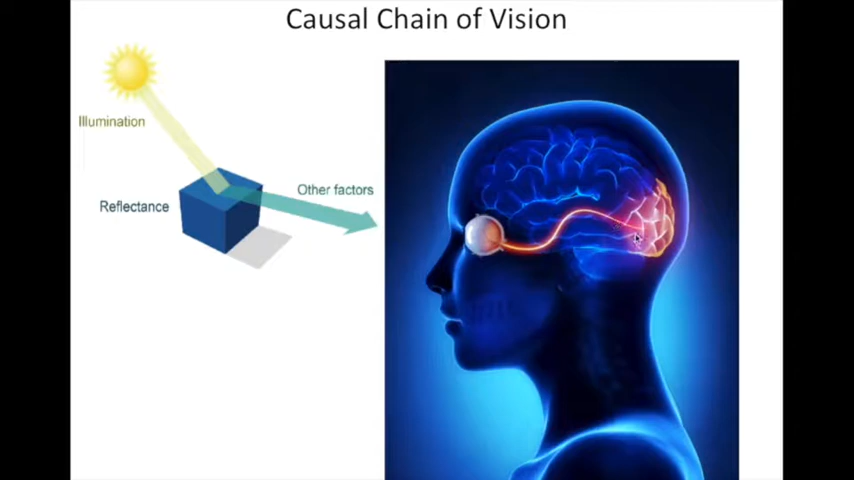 Causal Chain of Vision
Illumination
Other factors
Reflectance